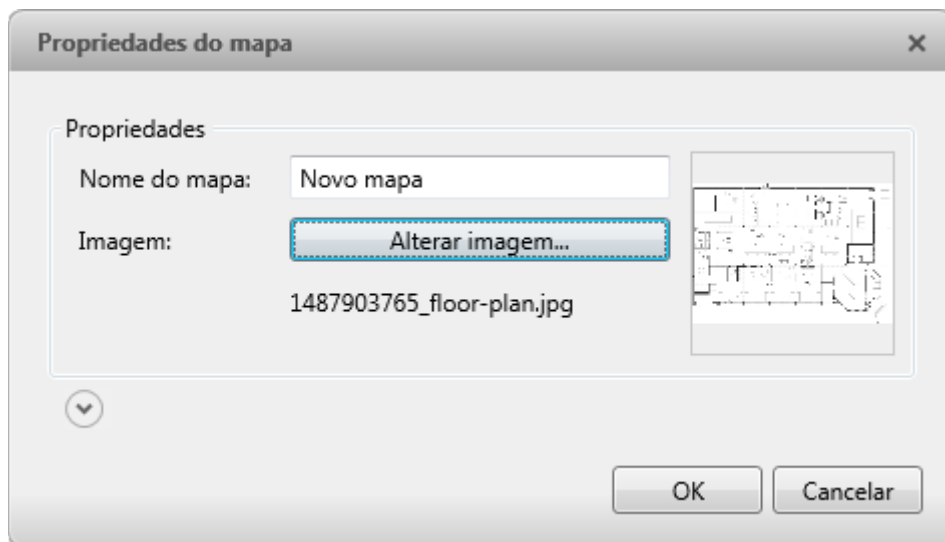 Propriedades do mapa
Propriedades
Nome do mapa: Novo mapa
Imagem: Alterar imagem...
1487903765_floor-plan.jpg
OK Cancelar